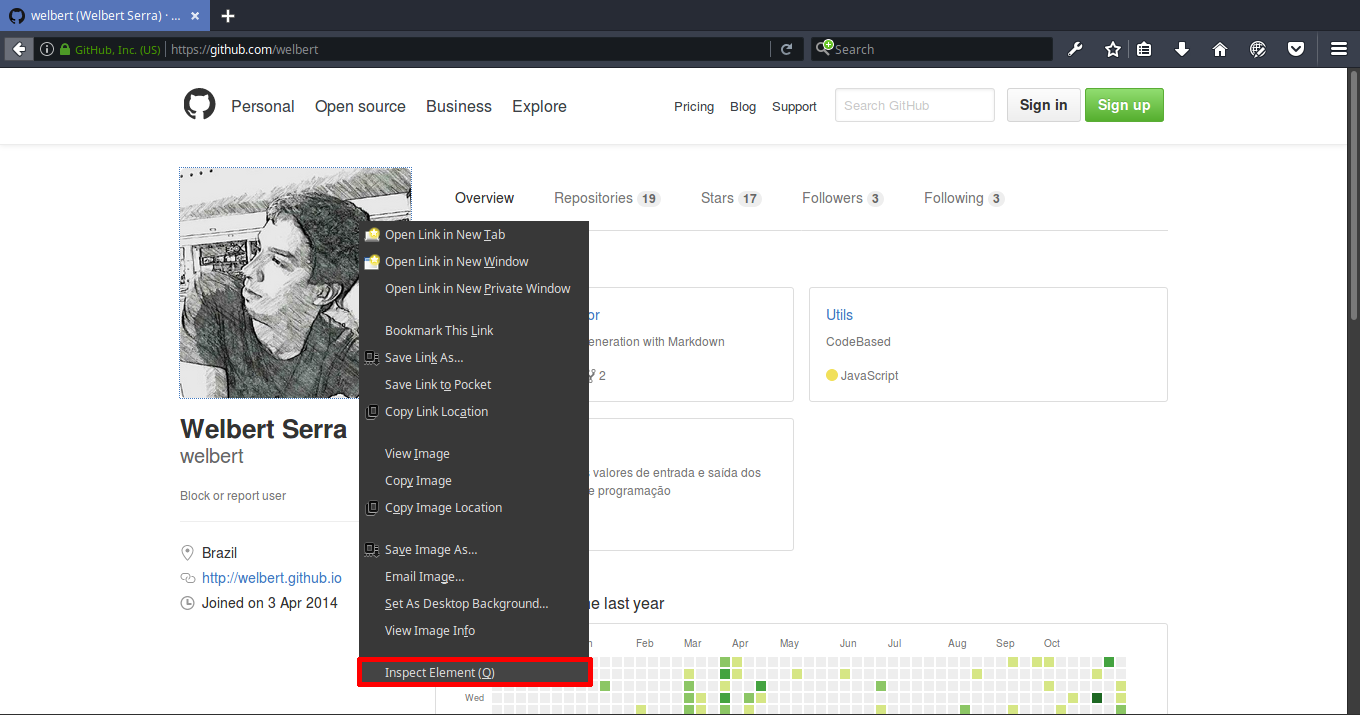 welbert (Welbert Serra) · ...
GitHub, Inc. (US)
https://github.com/welbert
Search
Personal
Open source
Business
Explore
Pricing
Blog
Support
Search GitHub
Sign in
Sign up
Overview
Repositories 19
Stars 17
Followers 3
Following 3
Open Link in New Tab
Open Link in New Window
Open Link in New Private Window
Bookmark This Link
Save Link As...
Save Link to Pocket
Copy Link Location
View Image
Copy Image
Copy Image Location
Save Image As...
Email Image...
Set As Desktop Background...
View Image Info
Inspect Element (Q)
Welbert Serra
welbert
Block or report user
Brazil
http://welbert.github.io
Joined on 3 Apr 2014
or
eneration with Markdown
2
Utils
CodeBased
JavaScript
valores de entrada e saída dos
e programação
he last year
Feb Mar Apr May Jun Jul Aug Sep Oct
Wed